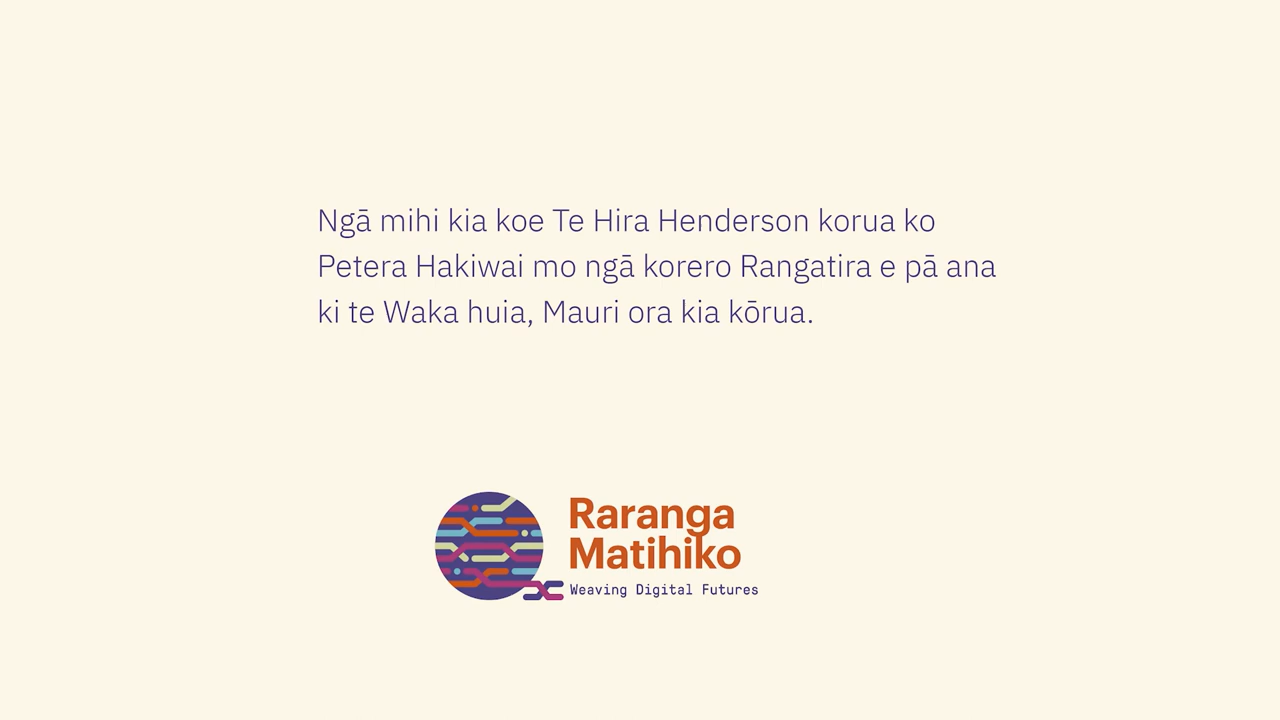 Ngā mihi kia koe Te Hira Henderson korua ko
Petera Hakiwai mo ngā korero Rangatira e pā ana
ki te Waka huia, Mauri ora kia kōrua.
Raranga
Matihiko
Weaving Digital Futures